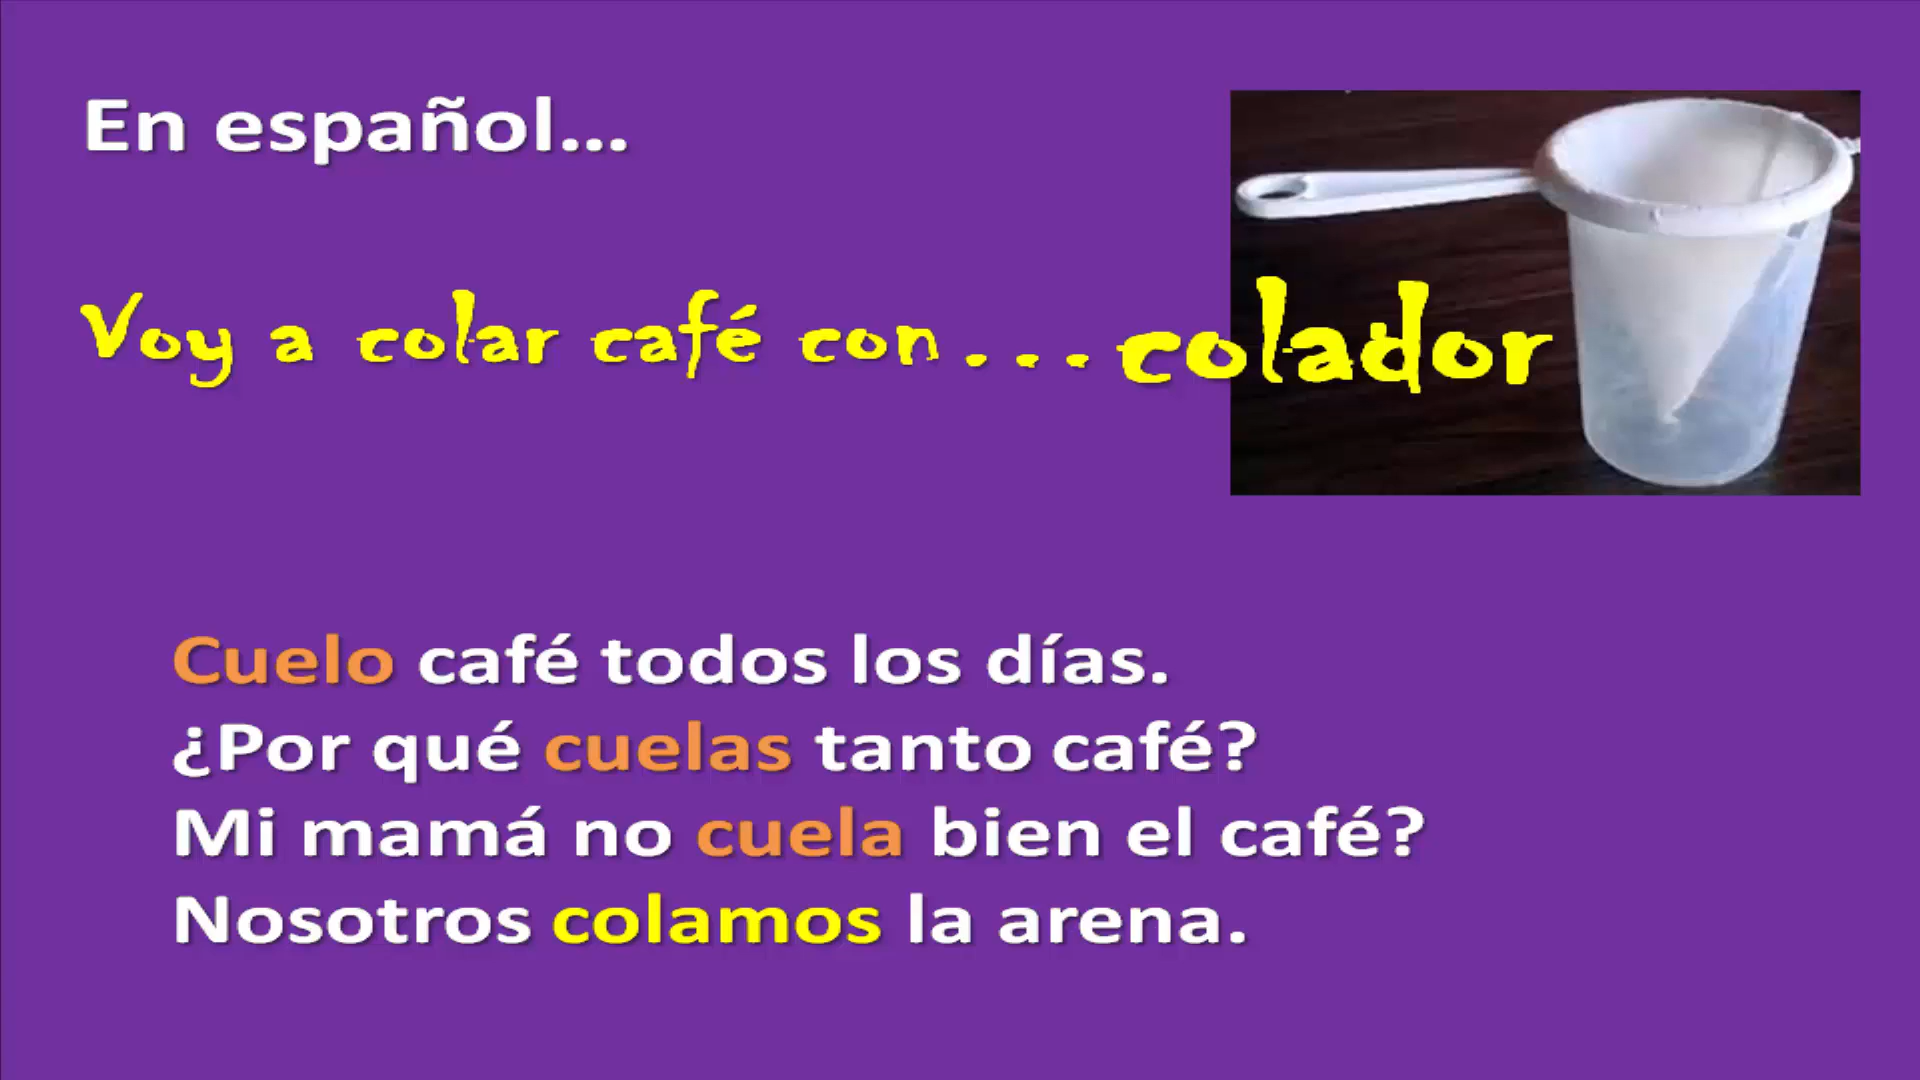 En español...
Voy a colar café con...colador
Cuelo café todos los días.
¿Por qué cuelas tanto café?
Mi mamá no cuela bien el café?
Nosotros colamos la arena.